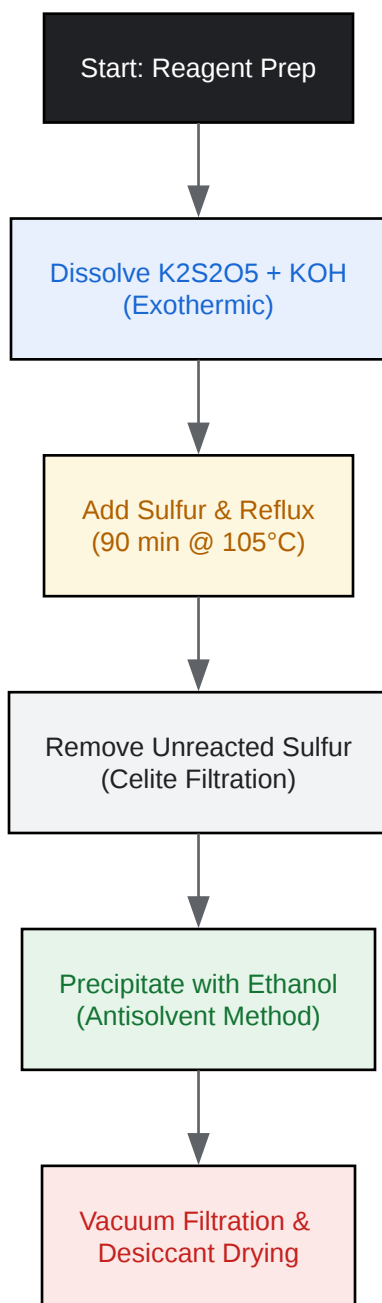 Start: Reagent Prep
Dissolve K2S2O5 + KOH
(Exothermic)
Add Sulfur & Reflux
(90 min @ 105°C)
Remove Unreacted Sulfur
(Celite Filtration)
Precipitate with Ethanol
(Antisolvent Method)
Vacuum Filtration &
Desiccant Drying